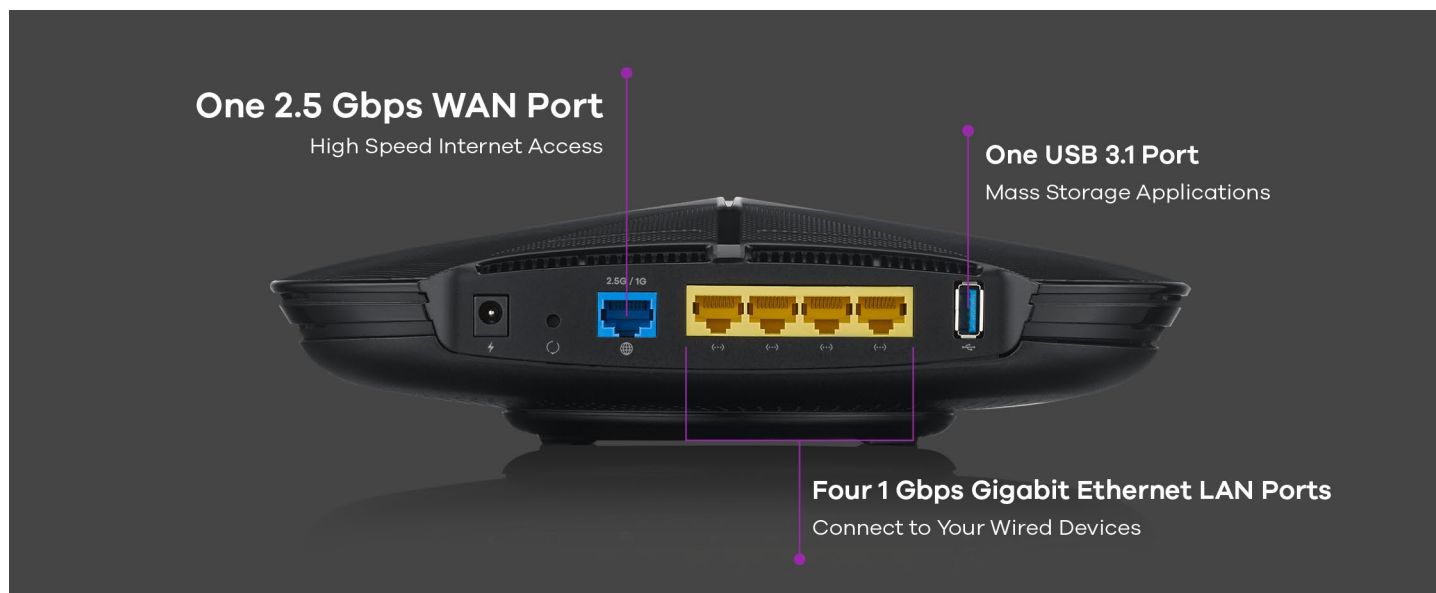 One 2.5 Gbps WAN Port
High Speed Internet Access
One USB 3.1 Port
Mass Storage Applications
2.5G / 1G
Four 1 Gbps Gigabit Ethernet LAN Ports
Connect to Your Wired Devices